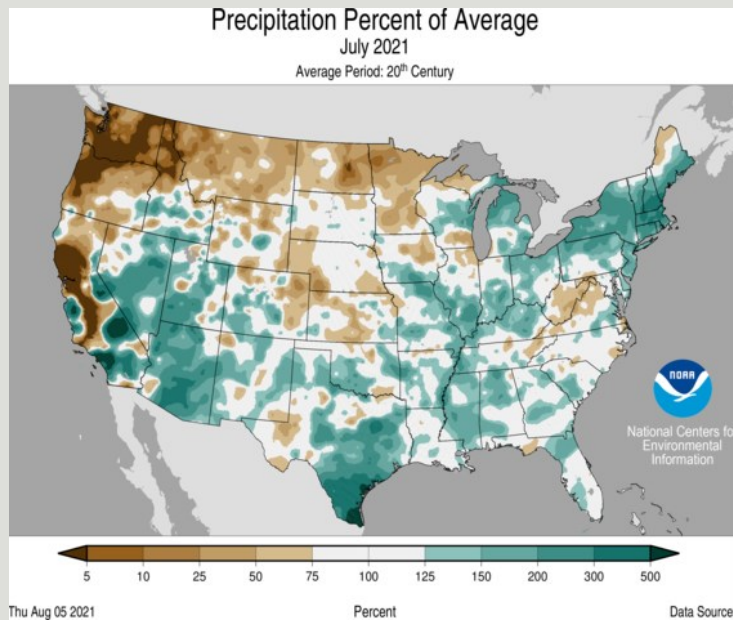 Precipitation Percent of Average
July 2021
Average Period: 20th Century
NOAA
National Centers for
Environmental
Information
5 10 25 50 75 100 125 150 200 300 500
Thu Aug 05 2021 Percent Data Source